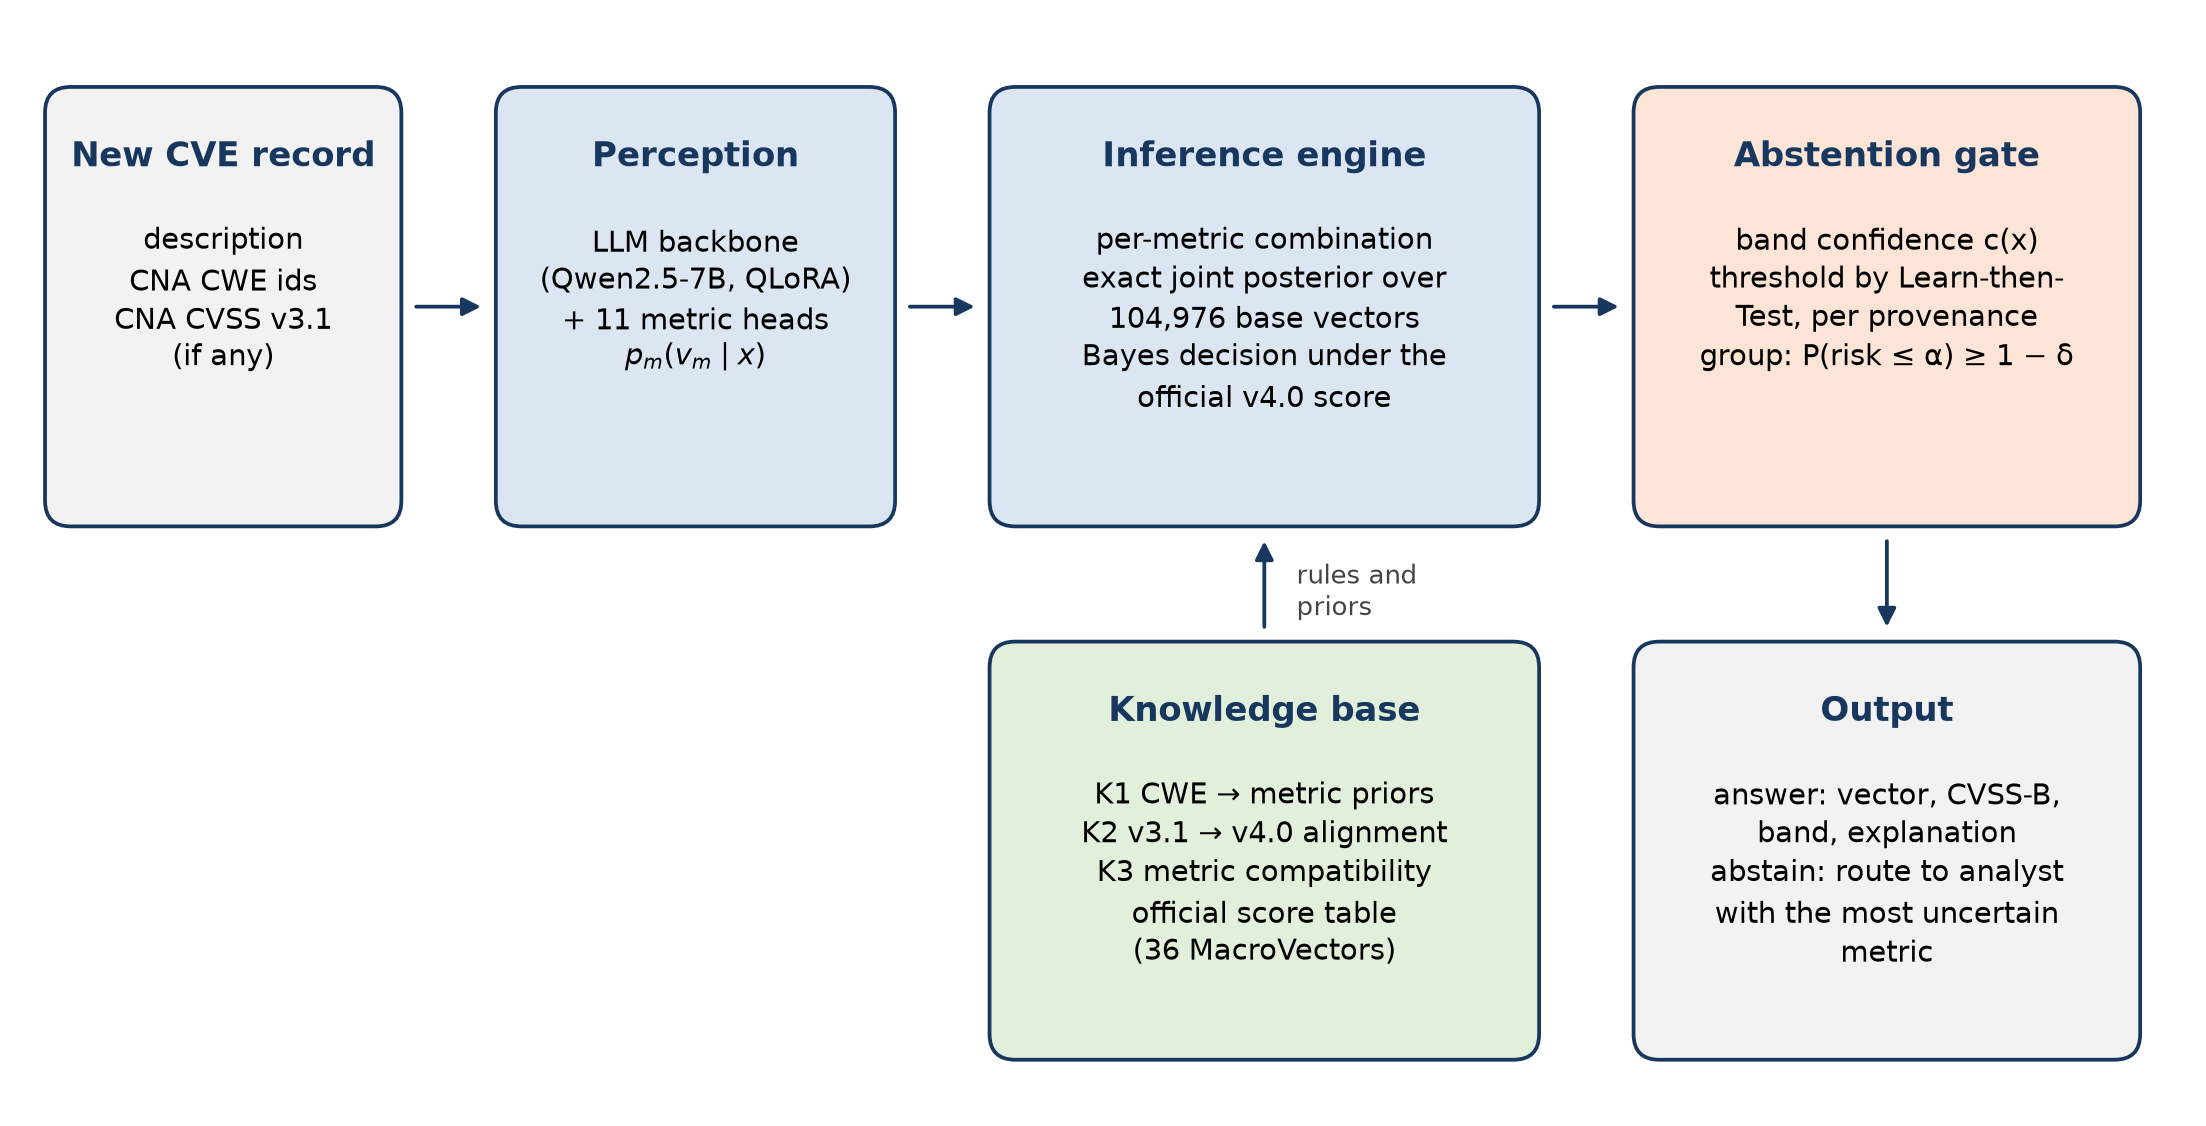 New CVE record
description
CNA CWE ids
CNA CVSS v3.1
(if any)
Perception
LLM backbone
(Qwen2.5-7B, QLoRA)
+ 11 metric heads
pₘ(vₘ | x)
Inference engine
per-metric combination
exact joint posterior over
104,976 base vectors
Bayes decision under the
official v4.0 score
Abstention gate
band confidence c(x)
threshold by Learn-then-
Test, per provenance
group: P(risk ≤ α) ≥ 1 − δ
rules and
priors
Knowledge base
K1 CWE → metric priors
K2 v3.1 → v4.0 alignment
K3 metric compatibility
official score table
(36 MacroVectors)
Output
answer: vector, CVSS-B,
band, explanation
abstain: route to analyst
with the most uncertain
metric